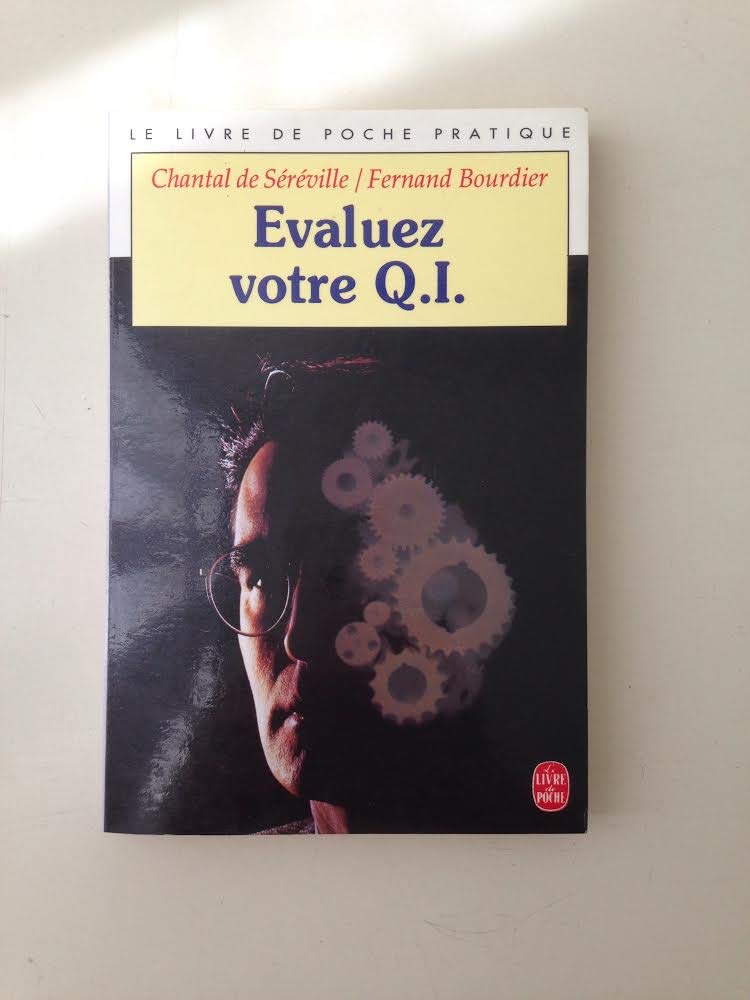 LE LIVRE DE POCHE PRATIQUE
Chantal de Séréville / Fernand Bourdier
Evaluez
votre Q.I.
Le
LIVRE
de
POCHE